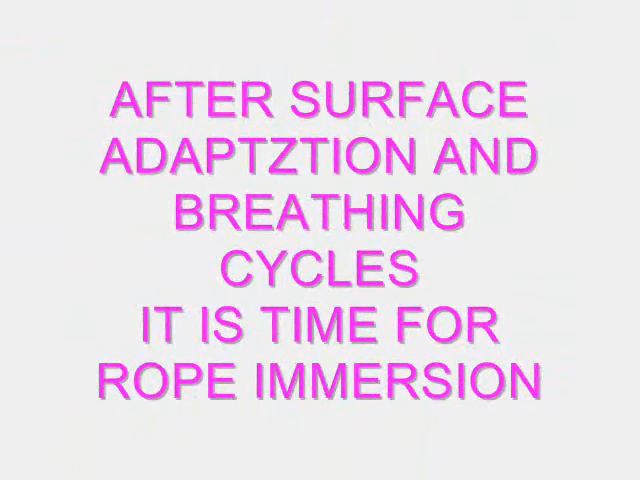 AFTER SURFACE
ADAPTZTION AND
BREATHING
CYCLES
IT IS TIME FOR
ROPE IMMERSION